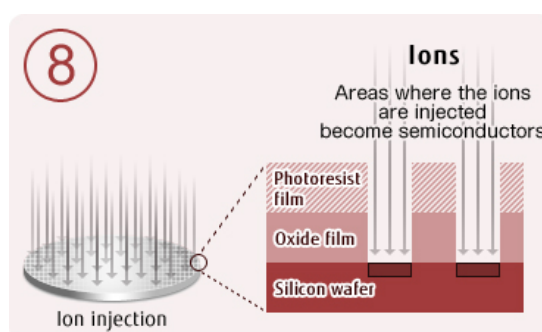 8
Ions
Areas where the ions
are injected
become semiconductors
Photoresist
film
Oxide film
Silicon wafer
Ion injection